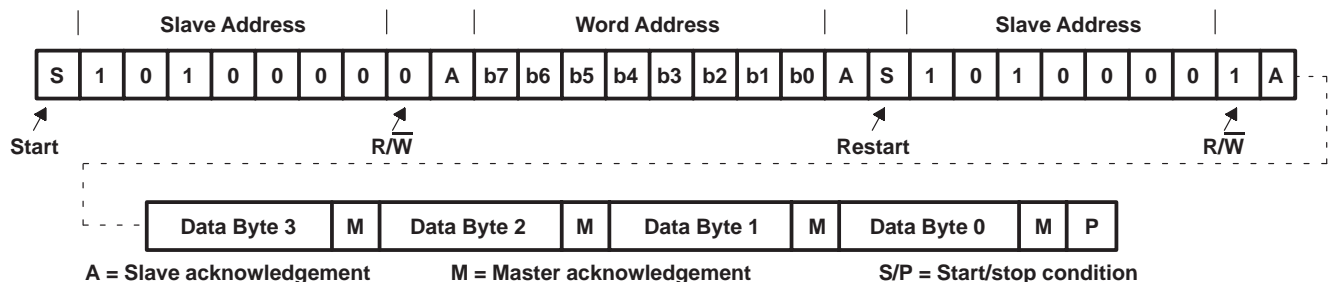 Slave Address Word Address Slave Address
S 1 0 1 0 0 0 0 0 A b7 b6 b5 b4 b3 b2 b1 b0 A S 1 0 1 0 0 0 0 1 A
Start R/W Restart R/W
Data Byte 3 M Data Byte 2 M Data Byte 1 M Data Byte 0 M P
A = Slave acknowledgement M = Master acknowledgement S/P = Start/stop condition